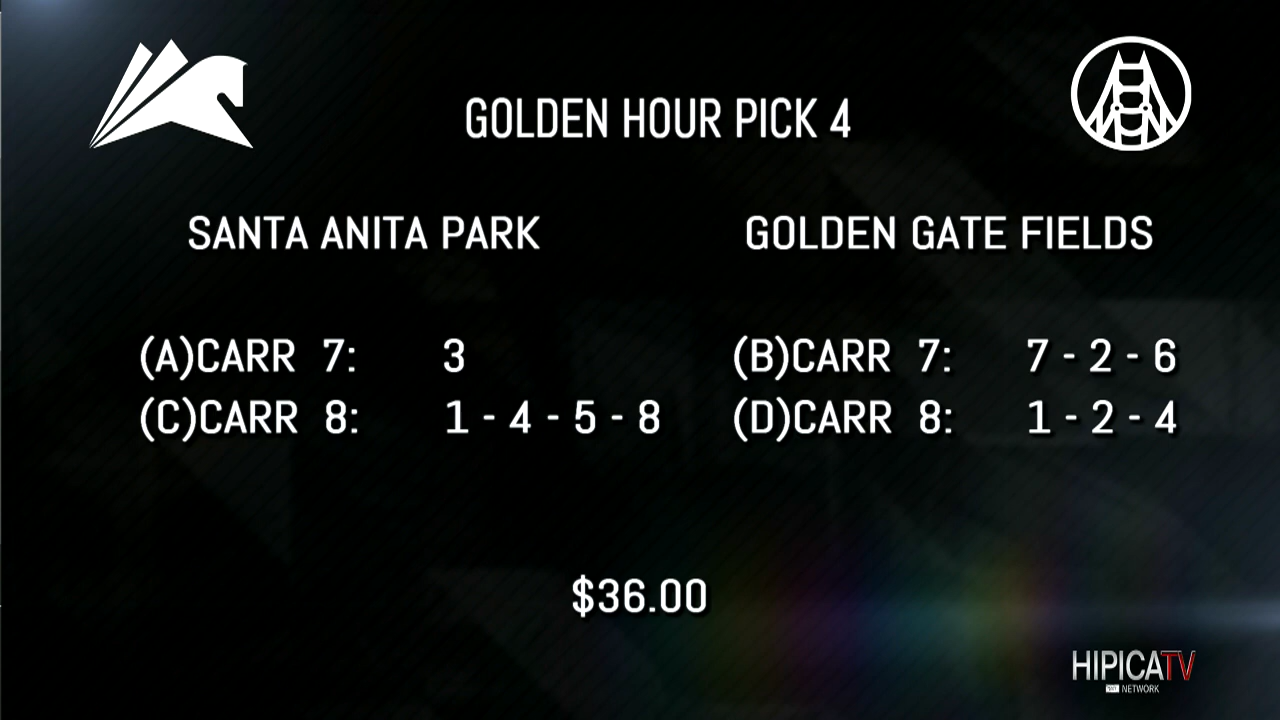 GOLDEN HOUR PICK 4
SANTA ANITA PARK
GOLDEN GATE FIELDS
(A)CARR 7: 3
(B)CARR 7: 7 - 2 - 6
(C)CARR 8: 1 - 4 - 5 - 8
(D)CARR 8: 1 - 2 - 4
$36.00
HIPICATV
NETWORK